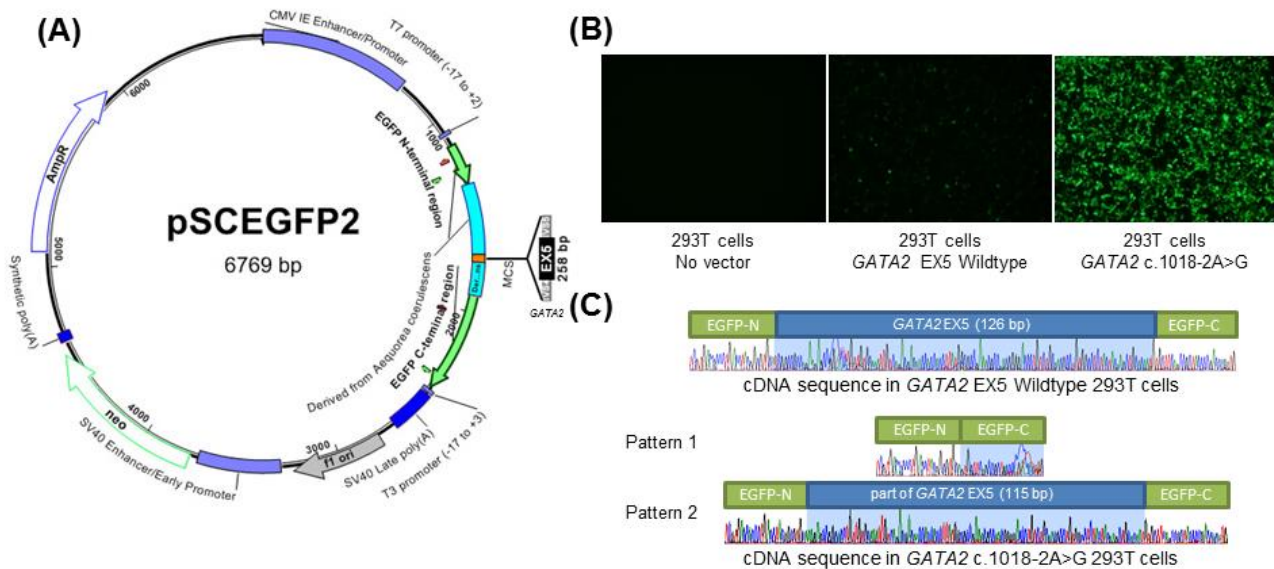 (A)
CMV IE Enhancer/Promoter
T7 promoter (-17 to +2)
6000
1000
AmpR
EGFP N-terminal region
pSCEGFP2
6769 bp
5000
Synthetic poly(A)
MCS
EX5
258 bp
GATA2
Derived from Aequorea coerulescens
EGFP C-teminal region
2000
neo
4000
3000
f1 ori
SV40 Enhancer/Early Promoter
SV40 Late poly(A)
T3 promoter (-17 to +3)
(B)
293T cells
No vector
293T cells
GATA2 EX5 Wildtype
293T cells
GATA2 c.1018-2A>G
(C)
EGFP-N
GATA2 EX5 (126 bp)
EGFP-C
cDNA sequence in GATA2 EX5 Wildtype 293T cells
Pattern 1
EGFP-N
EGFP-C
Pattern 2
EGFP-N
part of GATA2 EX5 (115 bp)
EGFP-C
cDNA sequence in GATA2 c.1018-2A>G 293T cells